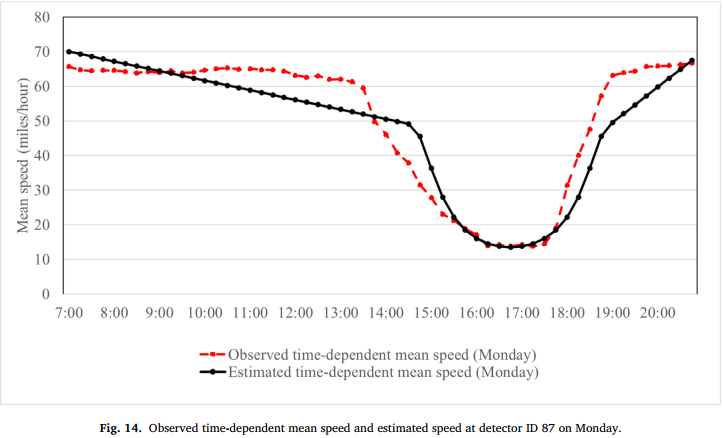 80
70
60
50
40
30
20
10
0
Mean speed (miles/hour)
7:00 8:00 9:00 10:00 11:00 12:00 13:00 14:00 15:00 16:00 17:00 18:00 19:00 20:00
Observed time-dependent mean speed (Monday)
Estimated time-dependent mean speed (Monday)
Fig. 14. Observed time-dependent mean speed and estimated speed at detector ID 87 on Monday.